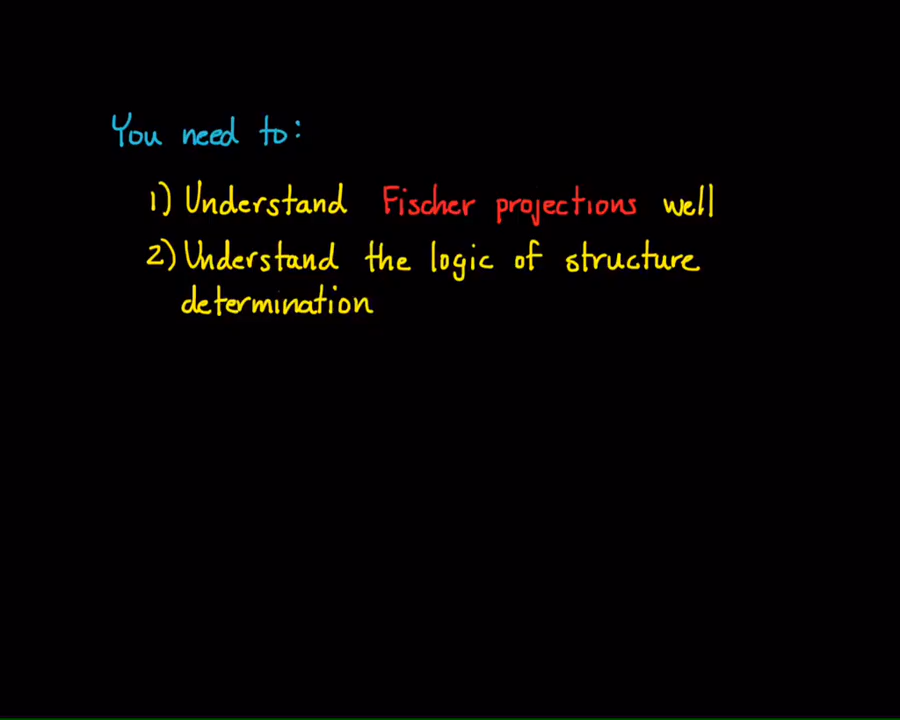 You need to:
1) Understand Fischer projections well
2) Understand the logic of structure
determination